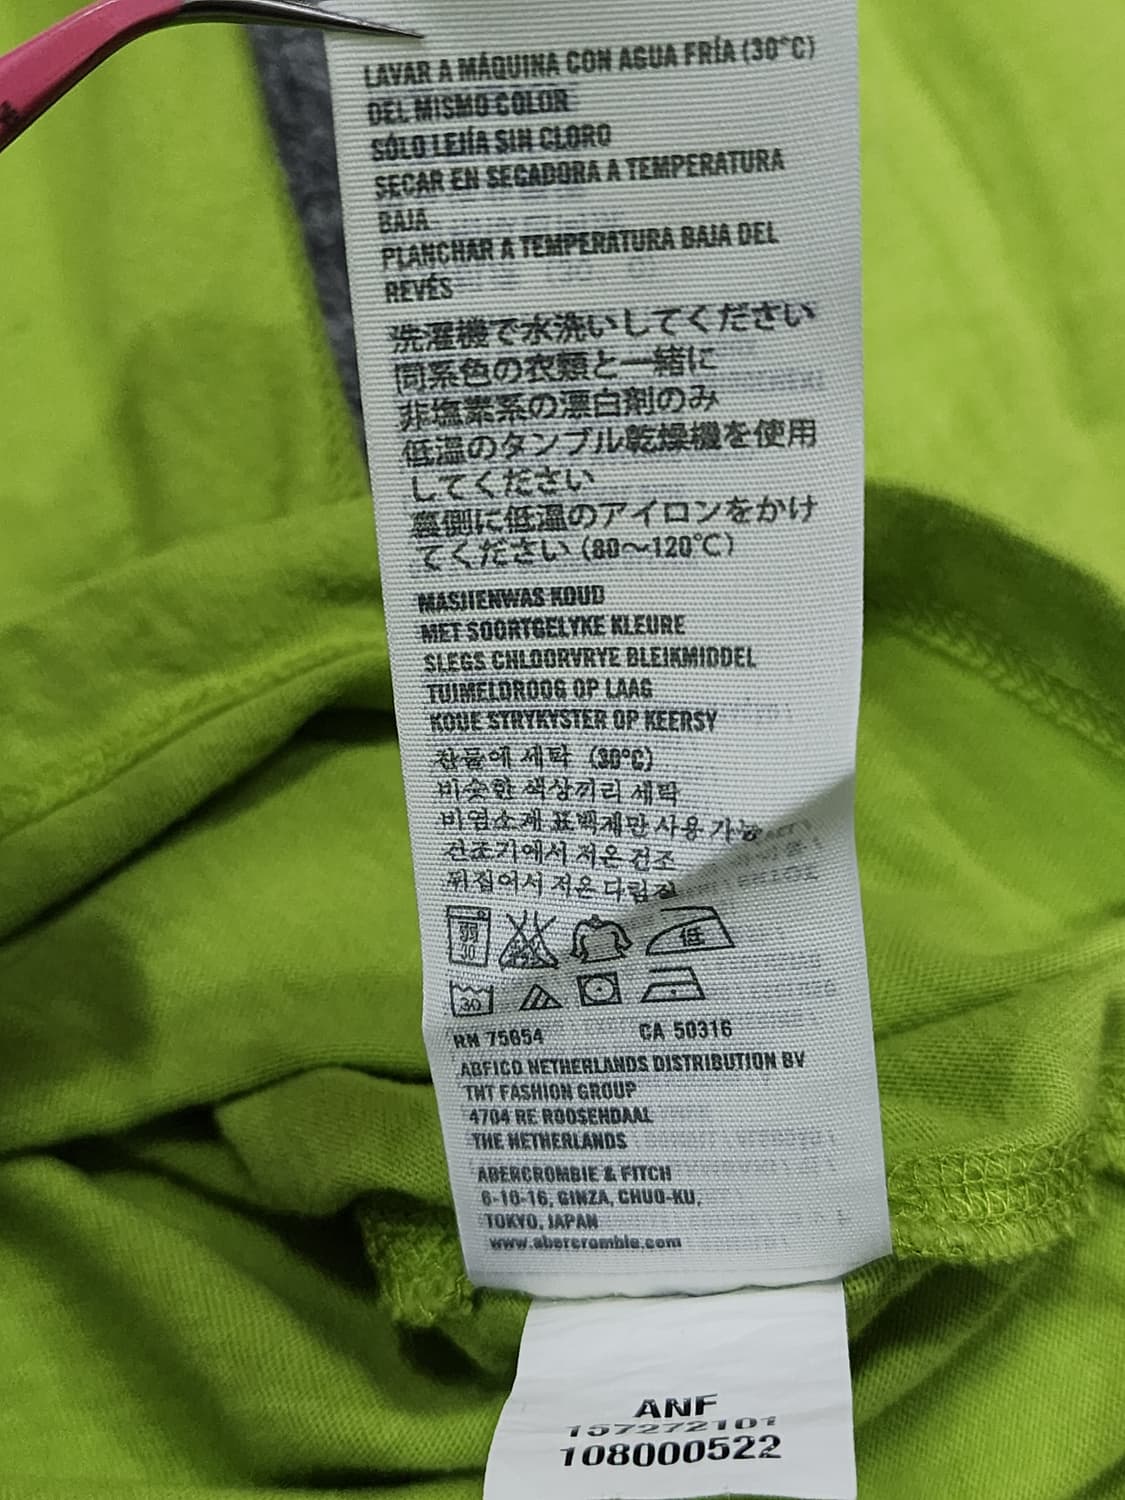 LAVAR A MÁQUINA CON AGUA FRÍA (30°C)
DEL MISMO COLOR
SÓLO LEJÍA SIN CLORO
SECAR EN SECADORA A TEMPERATURA
BAJA
PLANCHAR A TEMPERATURA BAJA DEL
REVÉS
洗濯機で水洗いしてください
同系色の衣類と一緒に
非塩素系の漂白剤のみ
低温のタンブル乾燥機を使用
してください
裏側に低温のアイロンをかけ
てください (80～120°C)
MASJIENWAS KOUD
MET SOORTGELYKE KLEURE
SLEGS CHLOORVRYE BLEIKMIDDEL
TUIMELDROOG OP LAAG
KOUE STRYKYSTER OP KEERSY
찬물에 세탁 (30°C)
비슷한 색상끼리 세탁
비염소제 표백제만 사용 가능
건조기에서 저온 건조
뒤집어서 저온 다림질
弱 30 低
30
RN 75654 CA 50316
ABFICO NETHERLANDS DISTRIBUTION BV
TNT FASHION GROUP
4704 RE ROOSENDAAL
THE NETHERLANDS
ABERCROMBIE & FITCH
6-10-16, GINZA, CHUO-KU,
TOKYO, JAPAN
www.abercrombie.com
ANF
157272101
108000522